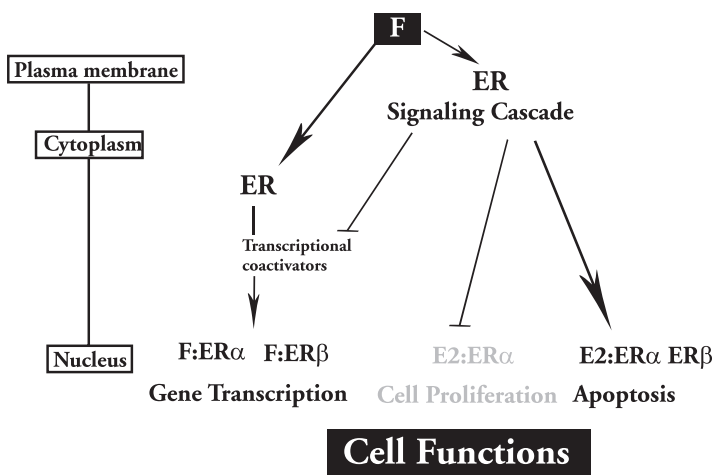 F
Plasma membrane
ER
Signaling Cascade
Cytoplasm
ER
Transcriptional
coactivators
Nucleus
F:ERα F:ERβ
E2:ERα
E2:ERα ERβ
Gene Transcription
Cell Proliferation
Apoptosis
Cell Functions